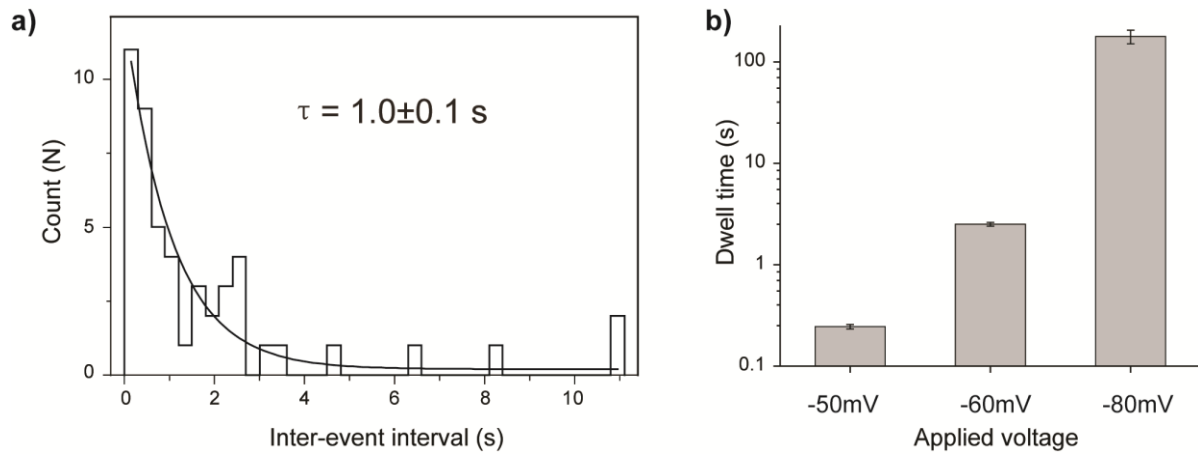 a)
τ = 1.0±0.1 s
Count (N)
10
5
0
0 2 4 6 8 10
Inter-event interval (s)
b)
Dwell time (s)
100
10
1
0.1
-50mV -60mV -80mV
Applied voltage